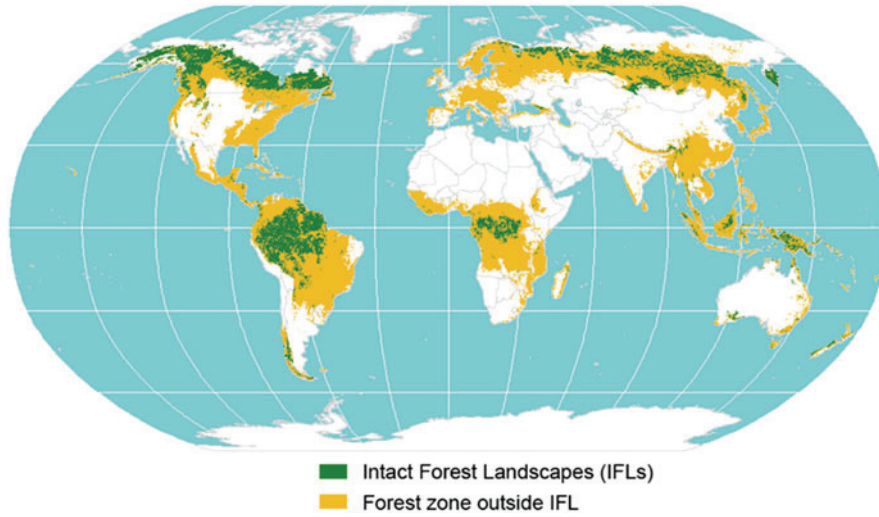 Intact Forest Landscapes (IFLs)
Forest zone outside IFL